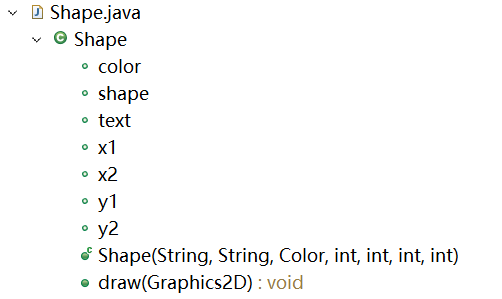 Shape.java
Shape
color
shape
text
x1
x2
y1
y2
Shape(String, String, Color, int, int, int, int)
draw(Graphics2D) : void